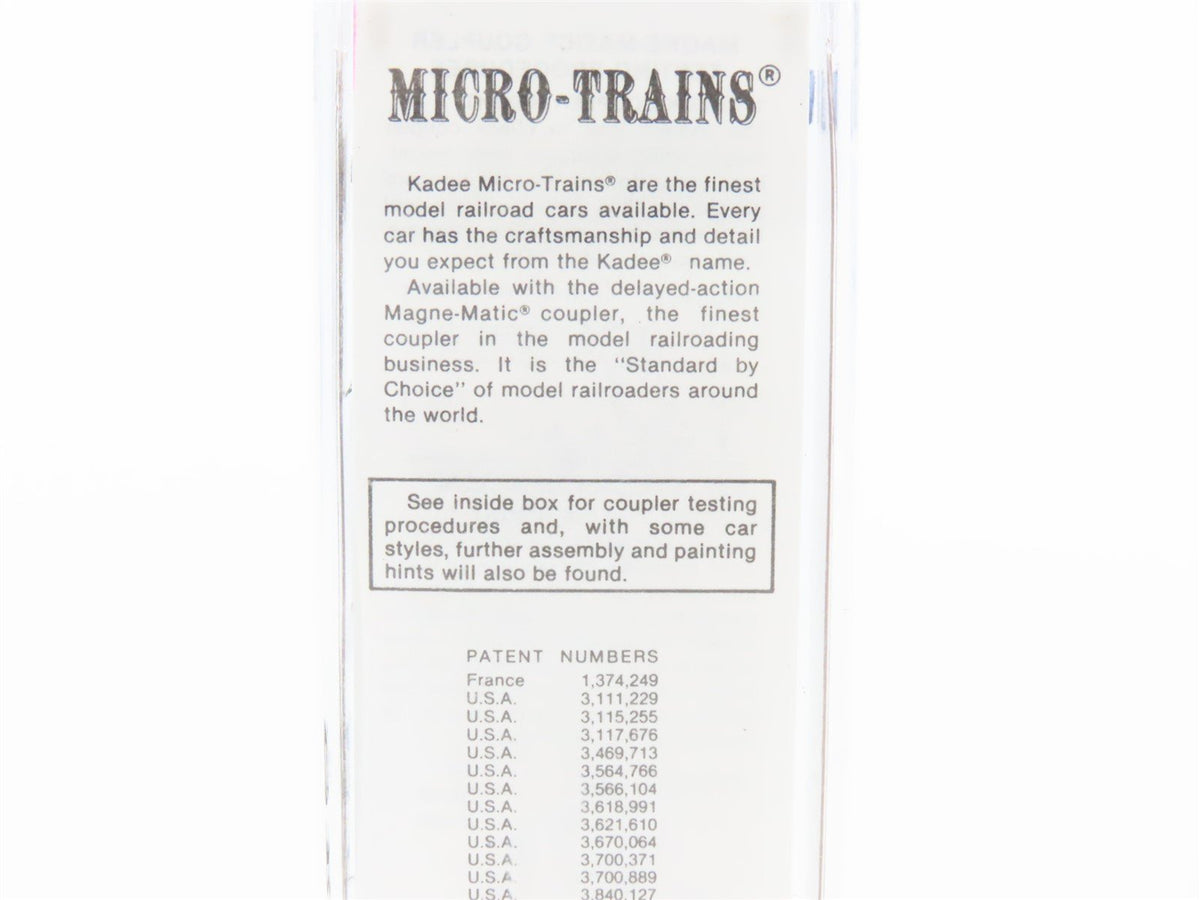 MICRO-TRAINS®
Kadee Micro-Trains® are the finest
model railroad cars available. Every
car has the craftsmanship and detail
you expect from the Kadee® name.
Available with the delayed-action
Magne-Matic® coupler, the finest
coupler in the model railroading
business. It is the "Standard by
Choice" of model railroaders around
the world.
See inside box for coupler testing
procedures and, with some car
styles, further assembly and painting
hints will also be found.
PATENT NUMBERS
France 1,374,249
U.S.A. 3,111,229
U.S.A. 3,115,255
U.S.A. 3,117,676
U.S.A. 3,469,713
U.S.A. 3,564,766
U.S.A. 3,566,104
U.S.A. 3,618,991
U.S.A. 3,621,610
U.S.A. 3,670,064
U.S.A. 3,700,371
U.S.A. 3,700,889
U.S.A. 3,840,127